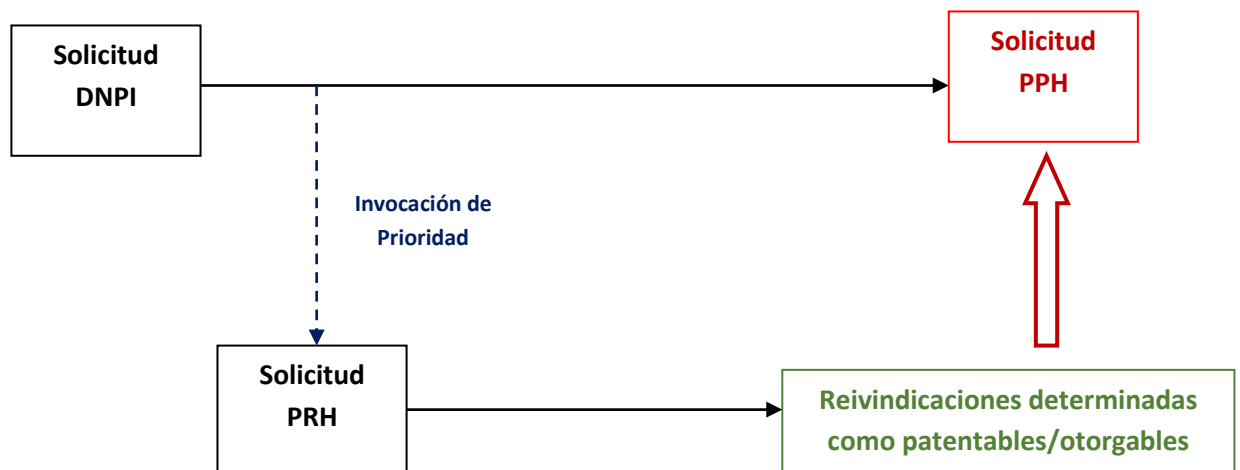 Solicitud
DNPI
Solicitud
PPH
Invocación de
Prioridad
Solicitud
PRH
Reivindicaciones determinadas
como patentables/otorgables